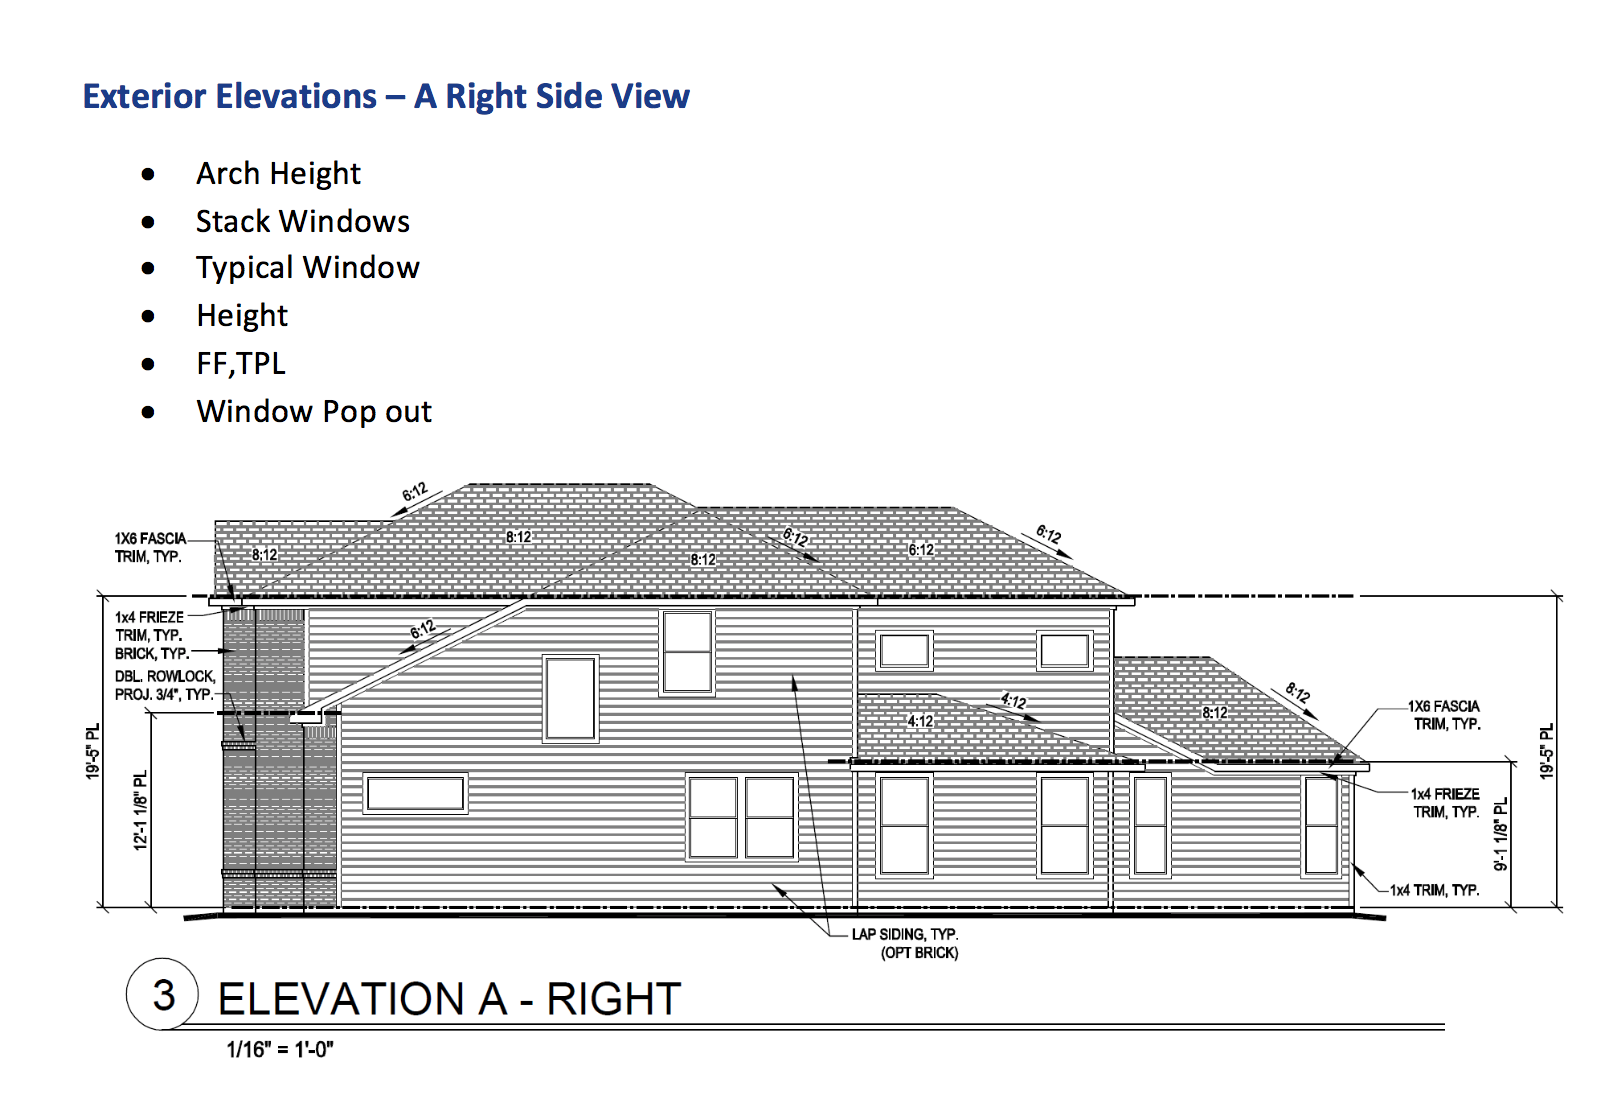 Exterior Elevations – A Right Side View
• Arch Height
• Stack Windows
• Typical Window
• Height
• FF,TPL
• Window Pop out
6:12
1X6 FASCIA
TRIM, TYP.
8:12
8:12
8:12
6:12
6:12
6:12
1x4 FRIEZE
TRIM, TYP.
BRICK, TYP.
DBL. ROWLOCK,
PROJ. 3/4", TYP.
6:12
19'-5" PL
12'-1 1/8" PL
4:12
4:12
8:12
8:12
1X6 FASCIA
TRIM, TYP.
1x4 FRIEZE
TRIM, TYP.
9'-1 1/8" PL
19'-5" PL
1x4 TRIM, TYP.
LAP SIDING, TYP.
(OPT BRICK)
3 ELEVATION A - RIGHT
1/16" = 1'-0"